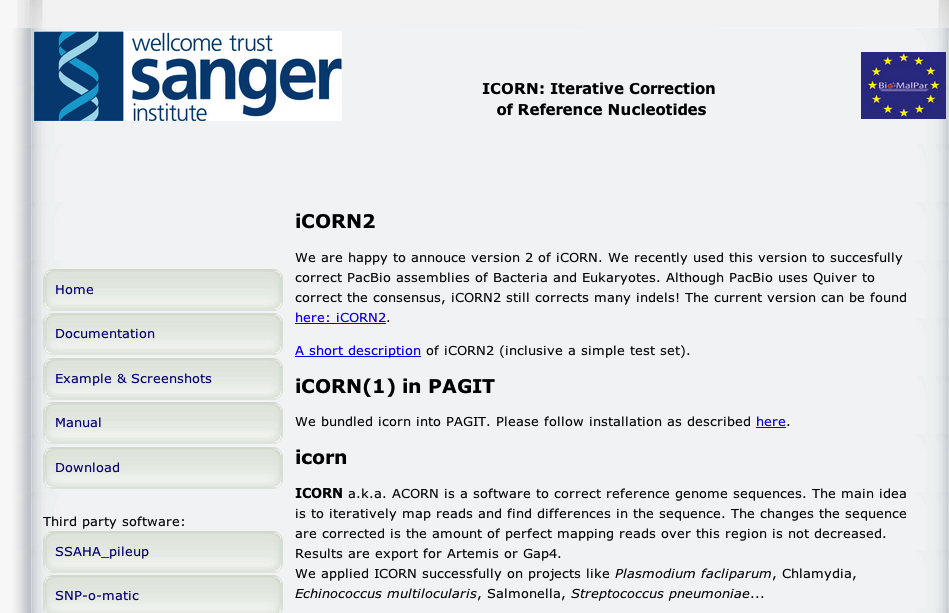 wellcome trust
sanger
institute
ICORN: Iterative Correction
of Reference Nucleotides
BioMalPar
iCORN2
We are happy to annouce version 2 of iCORN. We recently used this version to succesfully
correct PacBio assemblies of Bacteria and Eukaryotes. Although PacBio uses Quiver to
correct the consensus, iCORN2 still corrects many indels! The current version can be found
here: iCORN2.
A short description of iCORN2 (inclusive a simple test set).
iCORN(1) in PAGIT
We bundled icorn into PAGIT. Please follow installation as described here.
icorn
ICORN a.k.a. ACORN is a software to correct reference genome sequences. The main idea
is to iteratively map reads and find differences in the sequence. The changes the sequence
are corrected is the amount of perfect mapping reads over this region is not decreased.
Results are export for Artemis or Gap4.
We applied ICORN successfully on projects like Plasmodium facliparum, Chlamydia,
Echinococcus multilocularis, Salmonella, Streptococcus pneumoniae...
Home
Documentation
Example & Screenshots
Manual
Download
Third party software:
SSAHA_pileup
SNP-o-matic